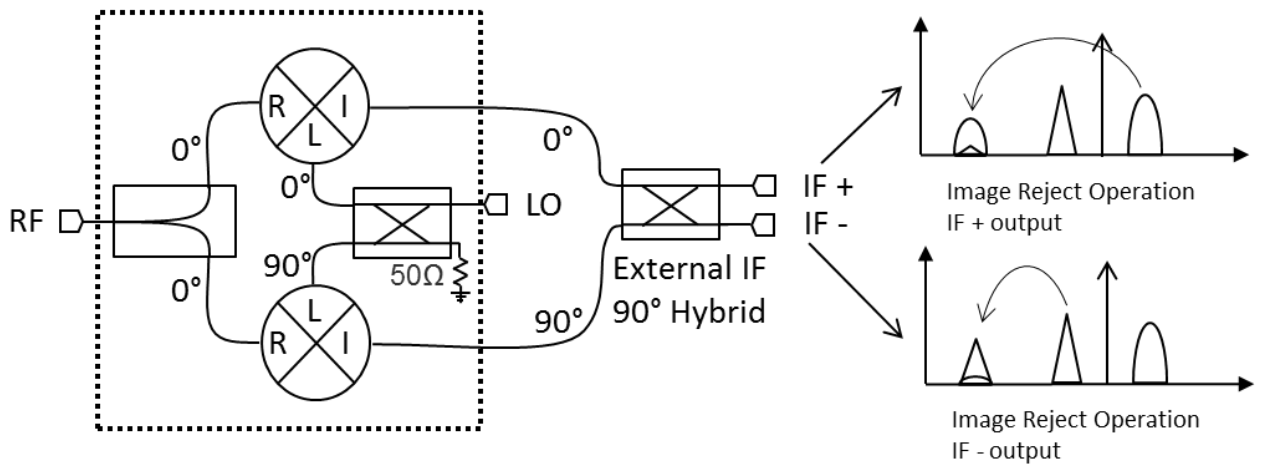 R
I
L
0°
0°
0°
RF
LO
90°
50Ω
0°
L
R
I
0°
90°
IF +
IF -
External IF
90° Hybrid
Image Reject Operation
IF + output
Image Reject Operation
IF - output